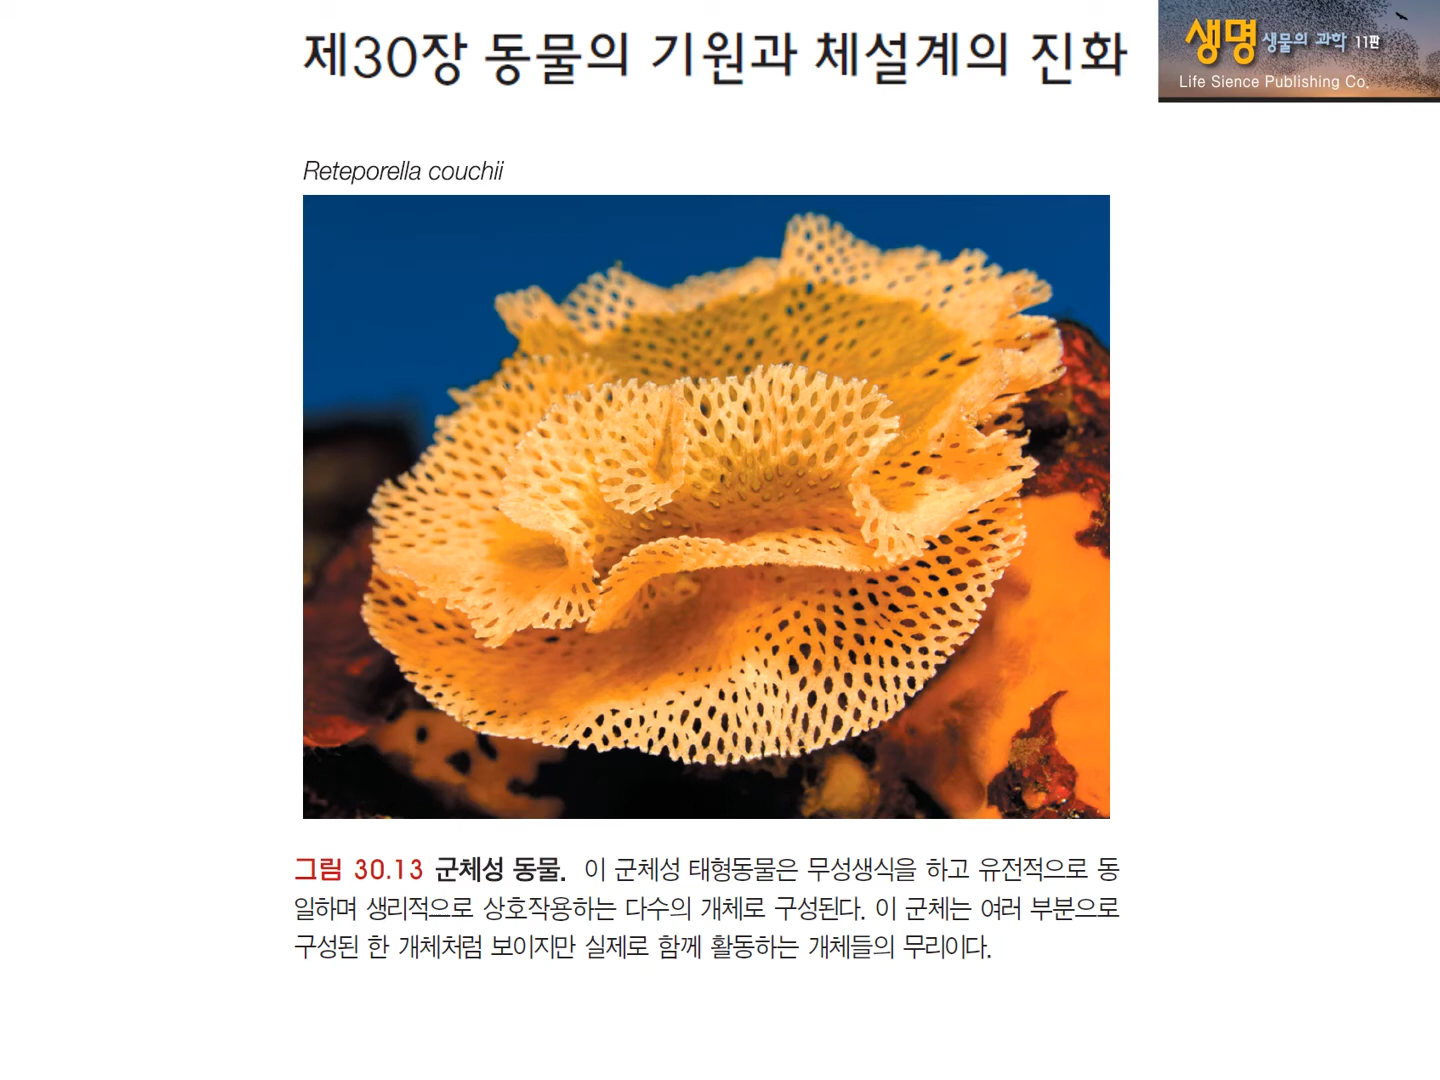 제30장 동물의 기원과 체설계의 진화
생명 생물의 과학 11판
Life Sience Publishing Co.
Reteporella couchii
그림 30.13 군체성 동물. 이 군체성 태형동물은 무성생식을 하고 유전적으로 동
일하며 생리적으로 상호작용하는 다수의 개체로 구성된다. 이 군체는 여러 부분으로
구성된 한 개체처럼 보이지만 실제로 함께 활동하는 개체들의 무리이다.